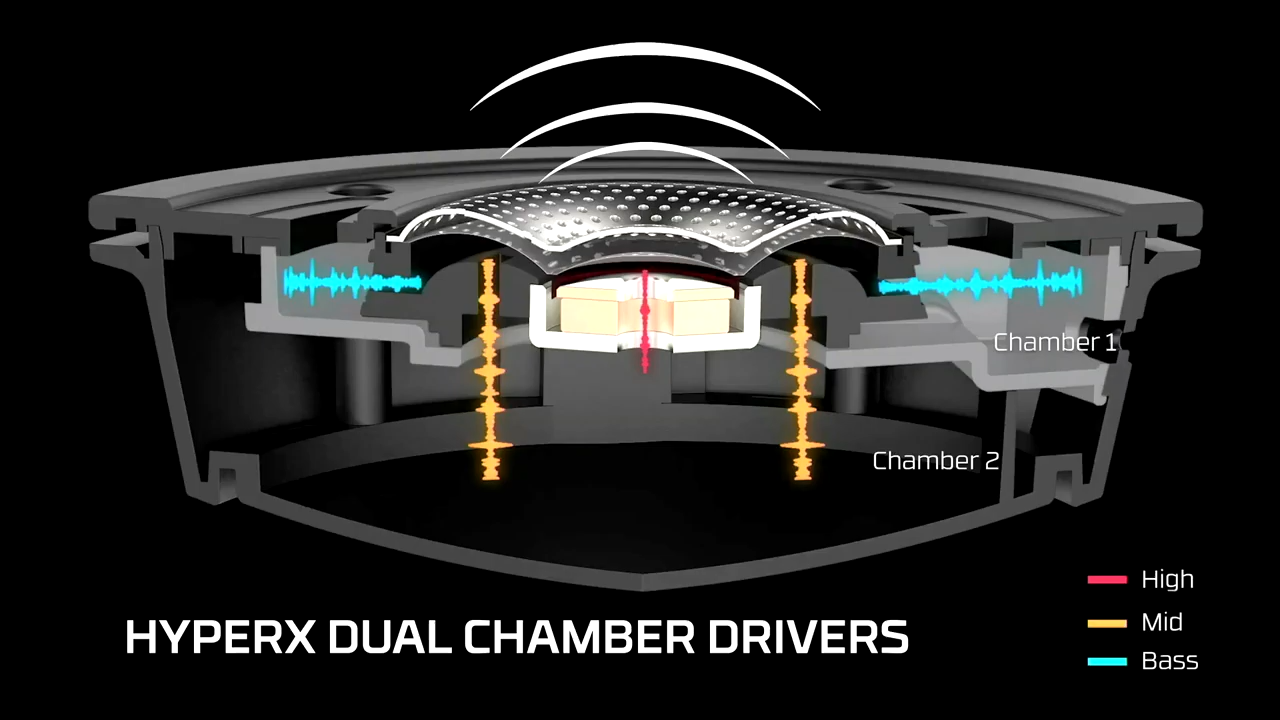 Chamber 1
Chamber 2
High
Mid
Bass
HYPERX DUAL CHAMBER DRIVERS